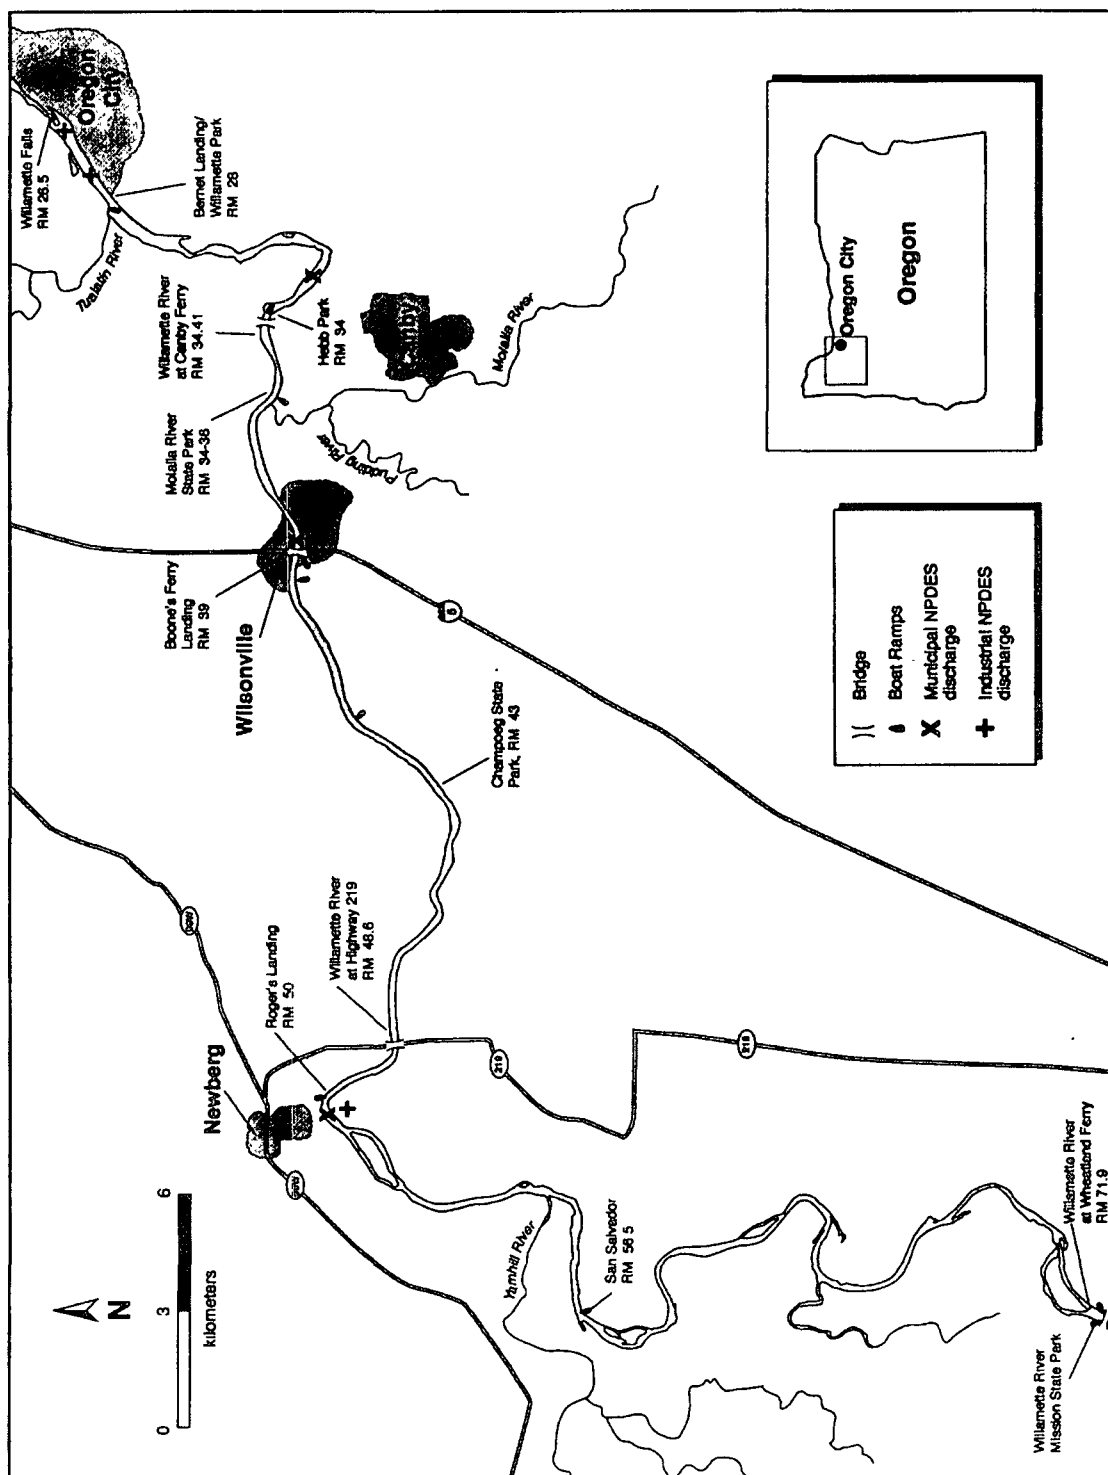 Willamette Falls
RM 26.5
Oregon
City
Tualatin River
Bernet Landing/
Willamette Park
RM 28
Willamette River
at Canby Ferry
RM 34.41
Hebb Park
RM 34
Canby
Molalla River
Molalla River
State Park
RM 34-36
Pudding River
Boone's Ferry
Landing
RM 39
Wilsonville
5
Champoeg State
Park, RM 43
Willamette River
at Highway 219
RM 48.6
Roger's Landing
RM 50
Newberg
99W
99W
219
219
Yamhill River
San Salvador
RM 56.5
Willamette River
at Wheatland Ferry
RM 71.9
Willamette River
Mission State Park
N
0 3 6
kilometers
Bridge
Boat Ramps
Municipal NPDES
discharge
Industrial NPDES
discharge
Oregon City
Oregon